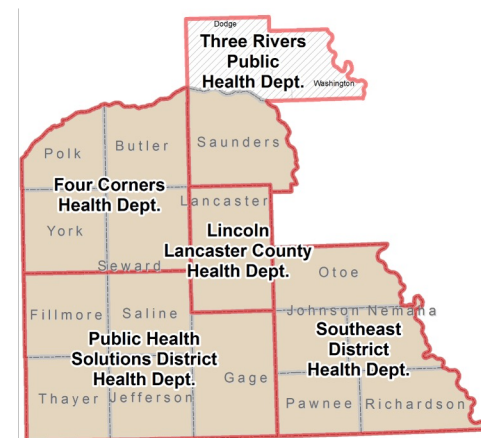 Dodge
Three Rivers
Public
Health Dept.
Washington
Polk
Butler
Saunders
Four Corners
Health Dept.
Lancaster
York
Seward
Lincoln
Lancaster County
Health Dept.
Otoe
Fillmore
Saline
Johnson
Nemaha
Public Health
Solutions District
Health Dept.
Southeast
District
Health Dept.
Gage
Thayer
Jefferson
Pawnee
Richardson